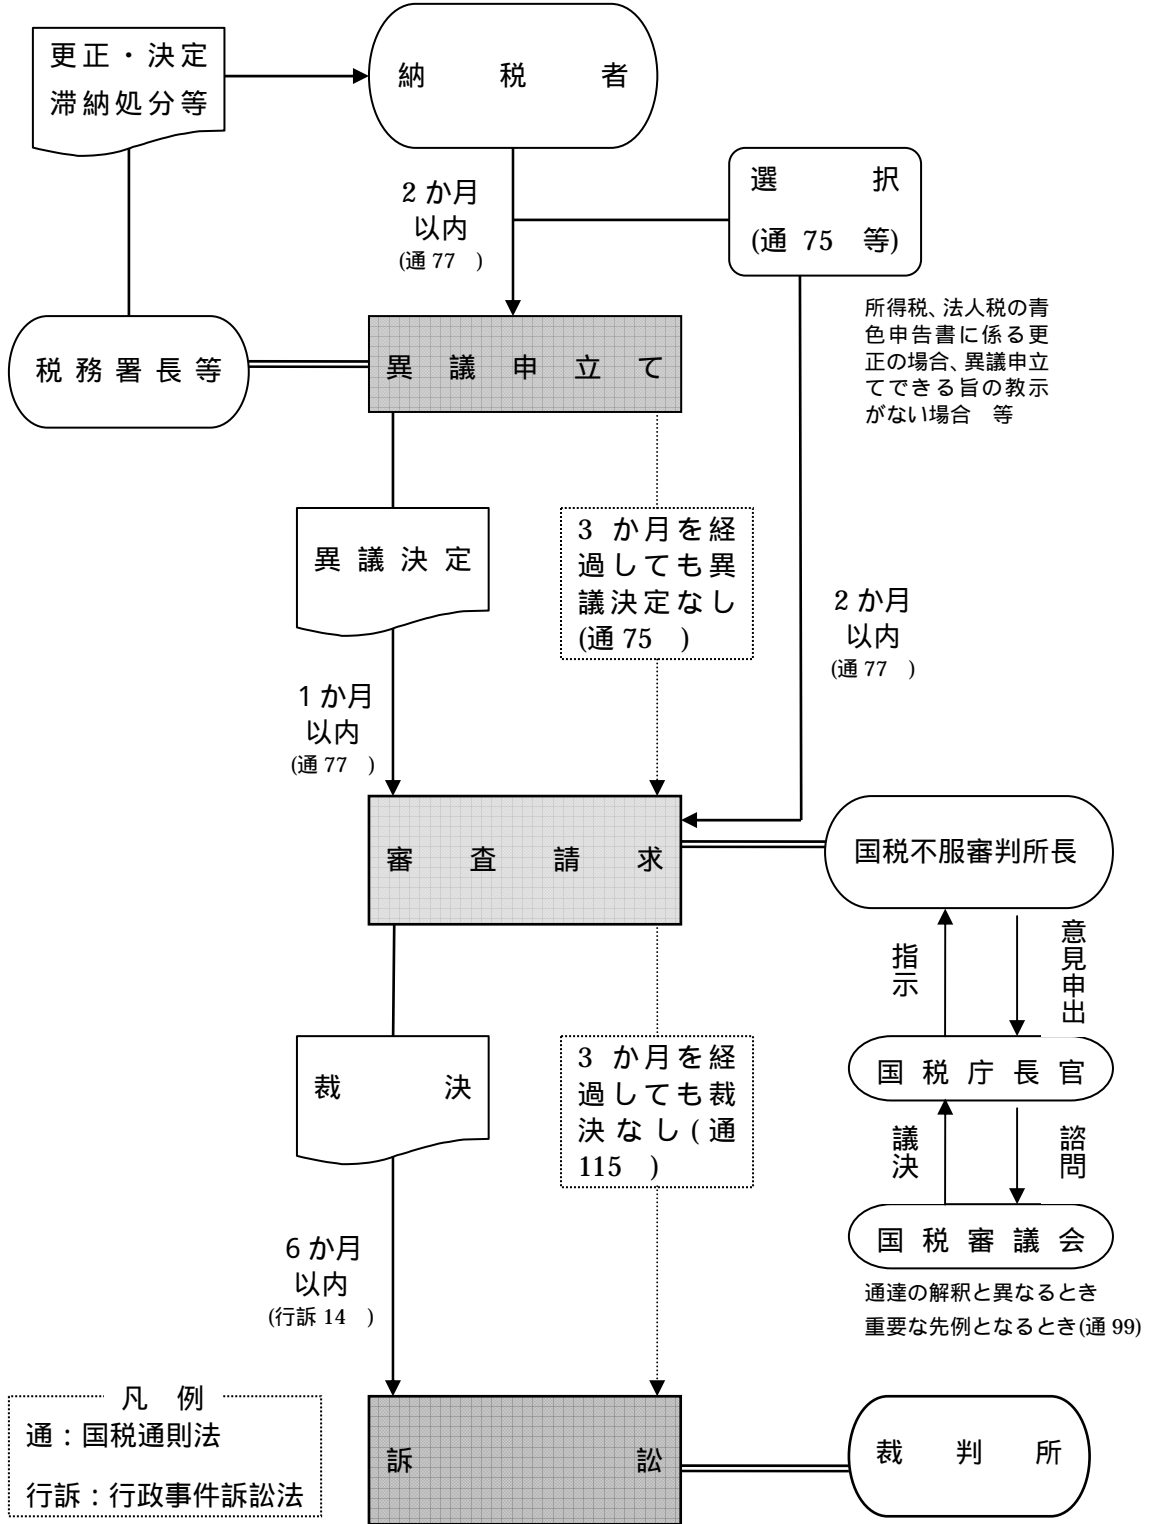 更正・決定
滞納処分等
納税者
2か月
以内
(通 77　)
選択
(通 75　等)
所得税、法人税の青
色申告書に係る更
正の場合、異議申立
てできる旨の教示
がない場合　等
税務署長等
異議申立て
異議決定
3 か月を経
過しても異
議決定なし
(通 75　)
2か月
以内
(通 77　)
1か月
以内
(通 77　)
審査請求
国税不服審判所長
指示
意見申出
裁決
3 か月を経
過しても裁
決なし(通
115　)
国税庁長官
議決
諮問
国税審議会
通達の解釈と異なるとき
重要な先例となるとき(通 99)
6か月
以内
(行訴 14　)
凡　例
通：国税通則法
行訴：行政事件訴訟法
訴訟
裁判所